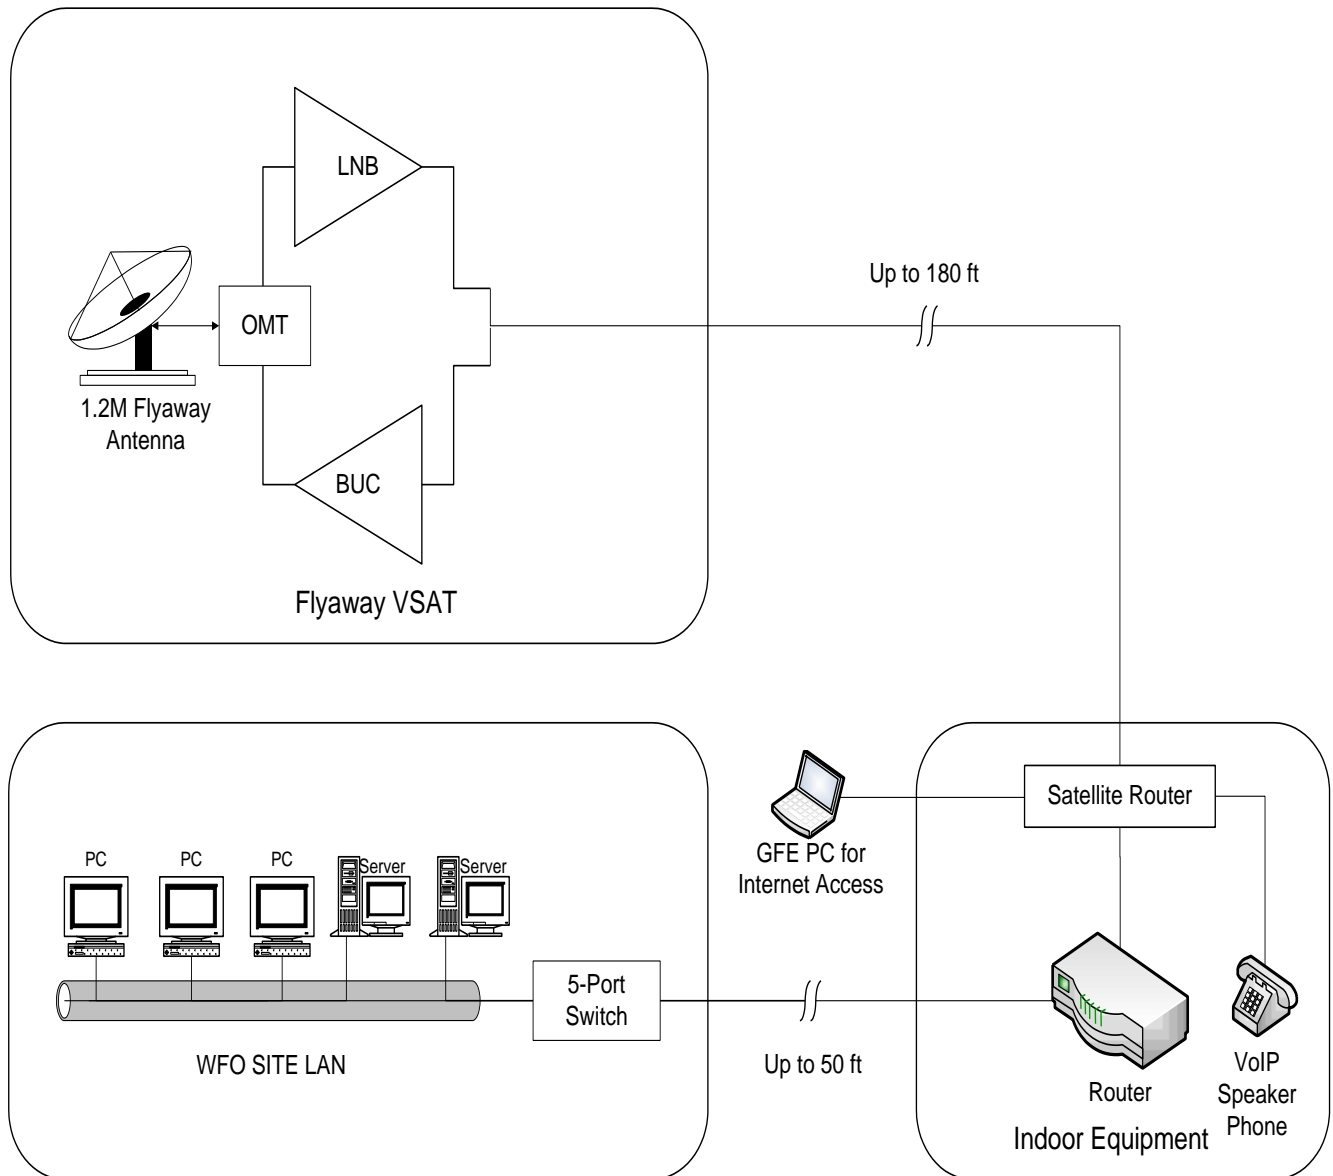 LNB
Up to 180 ft
OMT
1.2M Flyaway
Antenna
BUC
Flyaway VSAT
Satellite Router
GFE PC for
Internet Access
PC
PC
PC
Server
Server
5-Port
Switch
WFO SITE LAN
Up to 50 ft
Router
VoIP
Speaker
Phone
Indoor Equipment